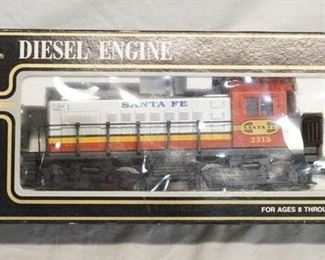 DIESEL ENGINE
SANTA FE
SANTA FE
2313
FOR AGES 8 THROU